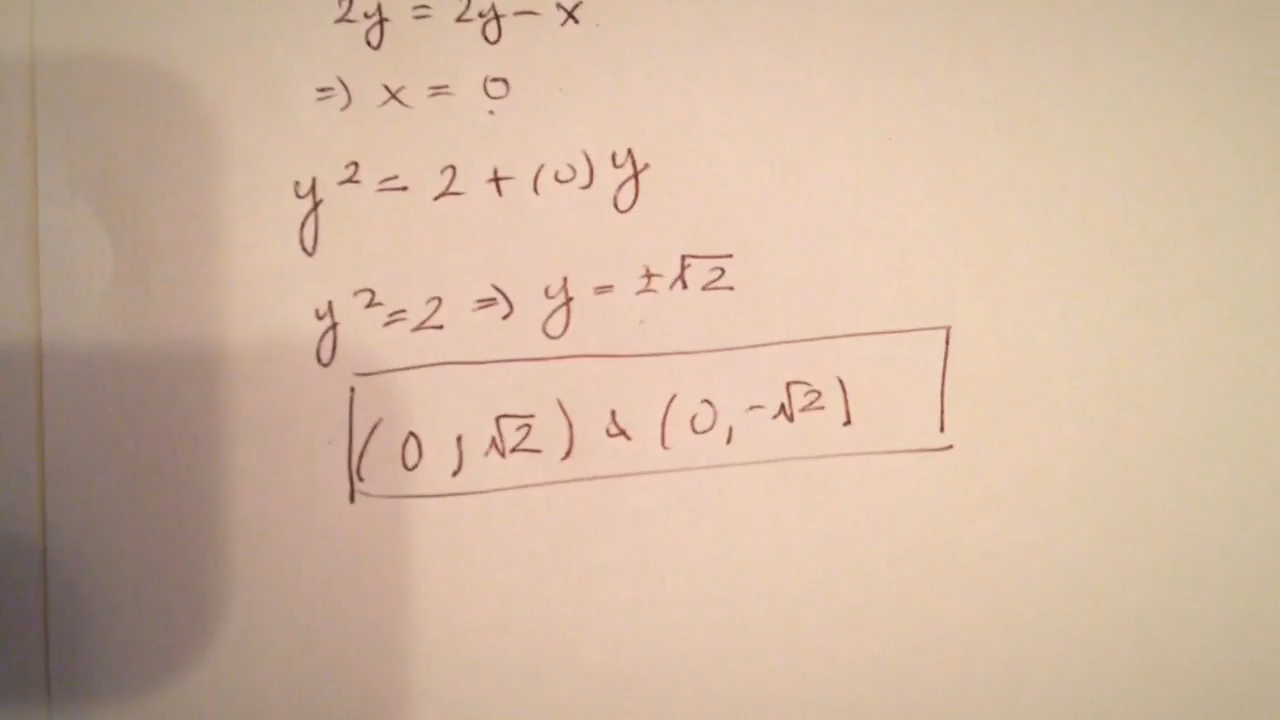 2y = 2y - x
=) x = 0
y² = 2 + (0) y
y² = 2 => y = ±√2
(0, √2) & (0, -√2)